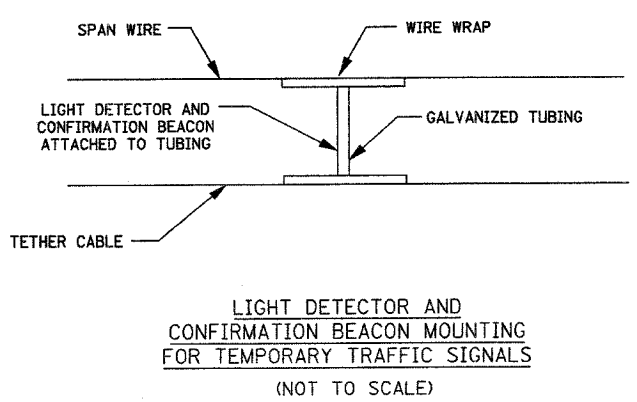 SPAN WIRE
WIRE WRAP
LIGHT DETECTOR AND
CONFIRMATION BEACON
ATTACHED TO TUBING
GALVANIZED TUBING
TETHER CABLE
LIGHT DETECTOR AND
CONFIRMATION BEACON MOUNTING
FOR TEMPORARY TRAFFIC SIGNALS
(NOT TO SCALE)